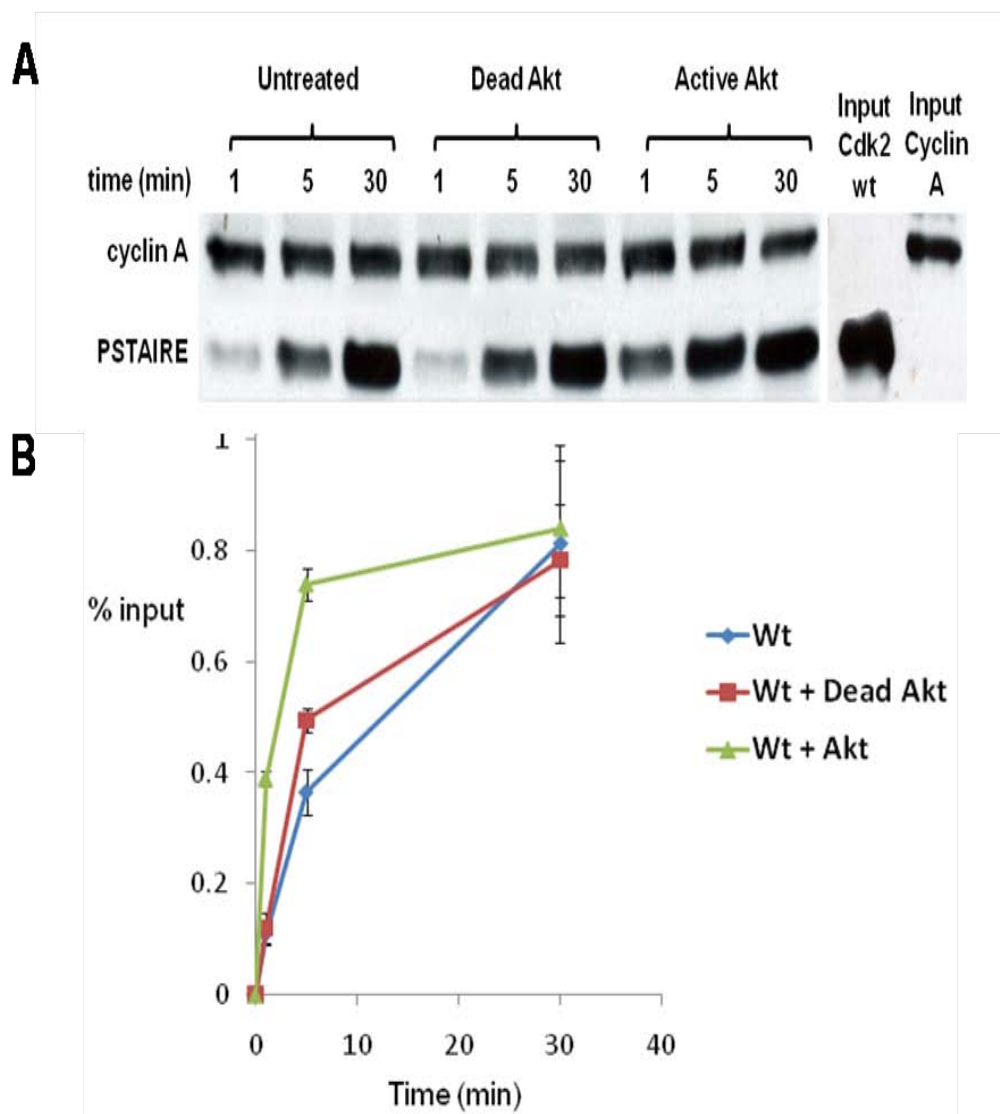 A
Untreated Dead Akt Active Akt
Input Input
Cdk2 Cyclin
wt A
time (min) 1 5 30 1 5 30 1 5 30
cyclin A
PSTAIRE
B
1
0.8
% input
0.6
0.4
0.2
0
0 10 20 30 40
Time (min)
Wt
Wt + Dead Akt
Wt + Akt